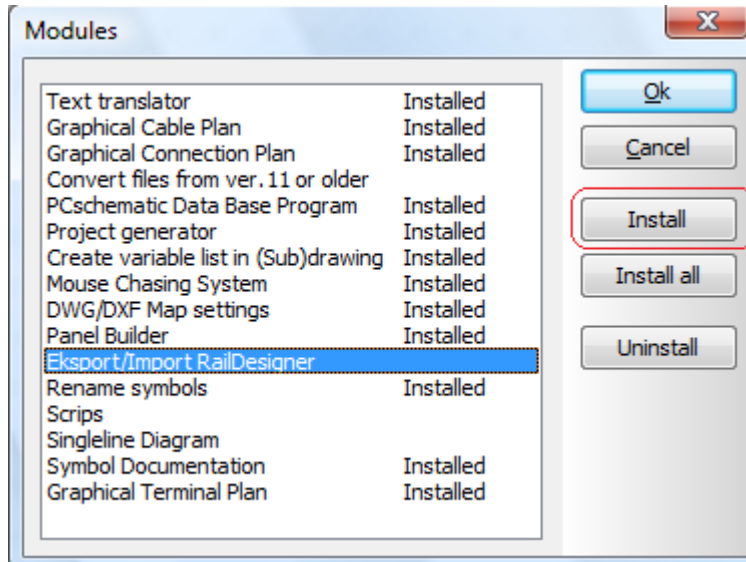 Modules
Text translator Installed
Graphical Cable Plan Installed
Graphical Connection Plan Installed
Convert files from ver.11 or older
PCschematic Data Base Program Installed
Project generator Installed
Create variable list in (Sub)drawing Installed
Mouse Chasing System Installed
DWG/DXF Map settings Installed
Panel Builder Installed
Eksport/Import RailDesigner
Rename symbols Installed
Scrips
Singleline Diagram
Symbol Documentation Installed
Graphical Terminal Plan Installed
Ok
Cancel
Install
Install all
Uninstall